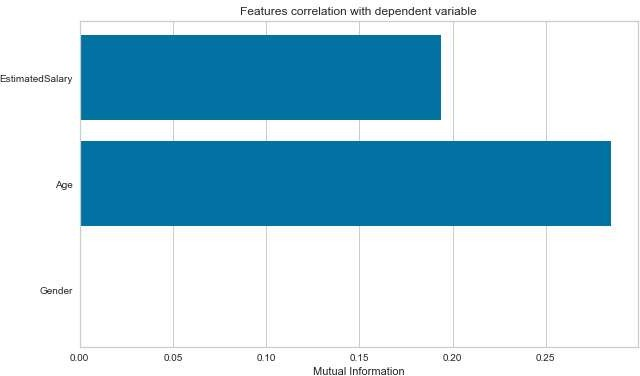 Features correlation with dependent variable
EstimatedSalary
Age
Gender
0.00 0.05 0.10 0.15 0.20 0.25
Mutual Information